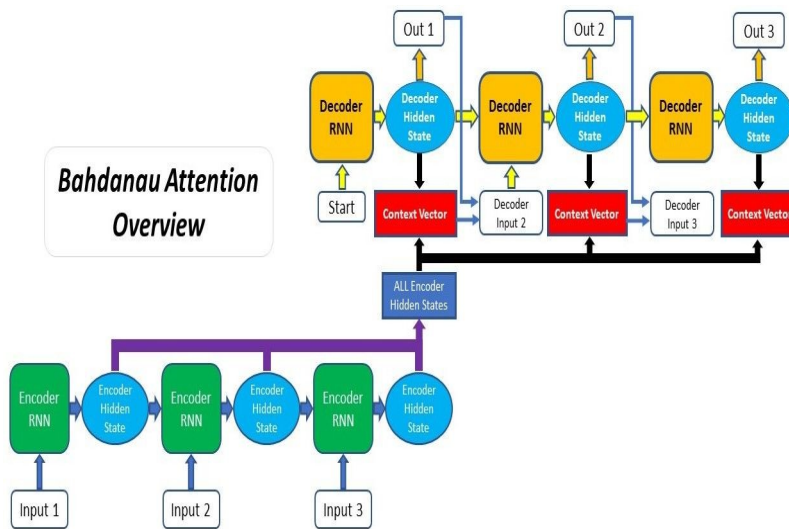 Out 1
Out 2
Out 3
Decoder
RNN
Decoder
Hidden
State
Decoder
RNN
Decoder
Hidden
State
Decoder
RNN
Decoder
Hidden
State
Bahdanau Attention
Overview
Start
Context Vector
Decoder
Input 2
Context Vector
Decoder
Input 3
Context Vector
ALL Encoder
Hidden States
Encoder
RNN
Encoder
Hidden
State
Encoder
RNN
Encoder
Hidden
State
Encoder
RNN
Encoder
Hidden
State
Input 1
Input 2
Input 3